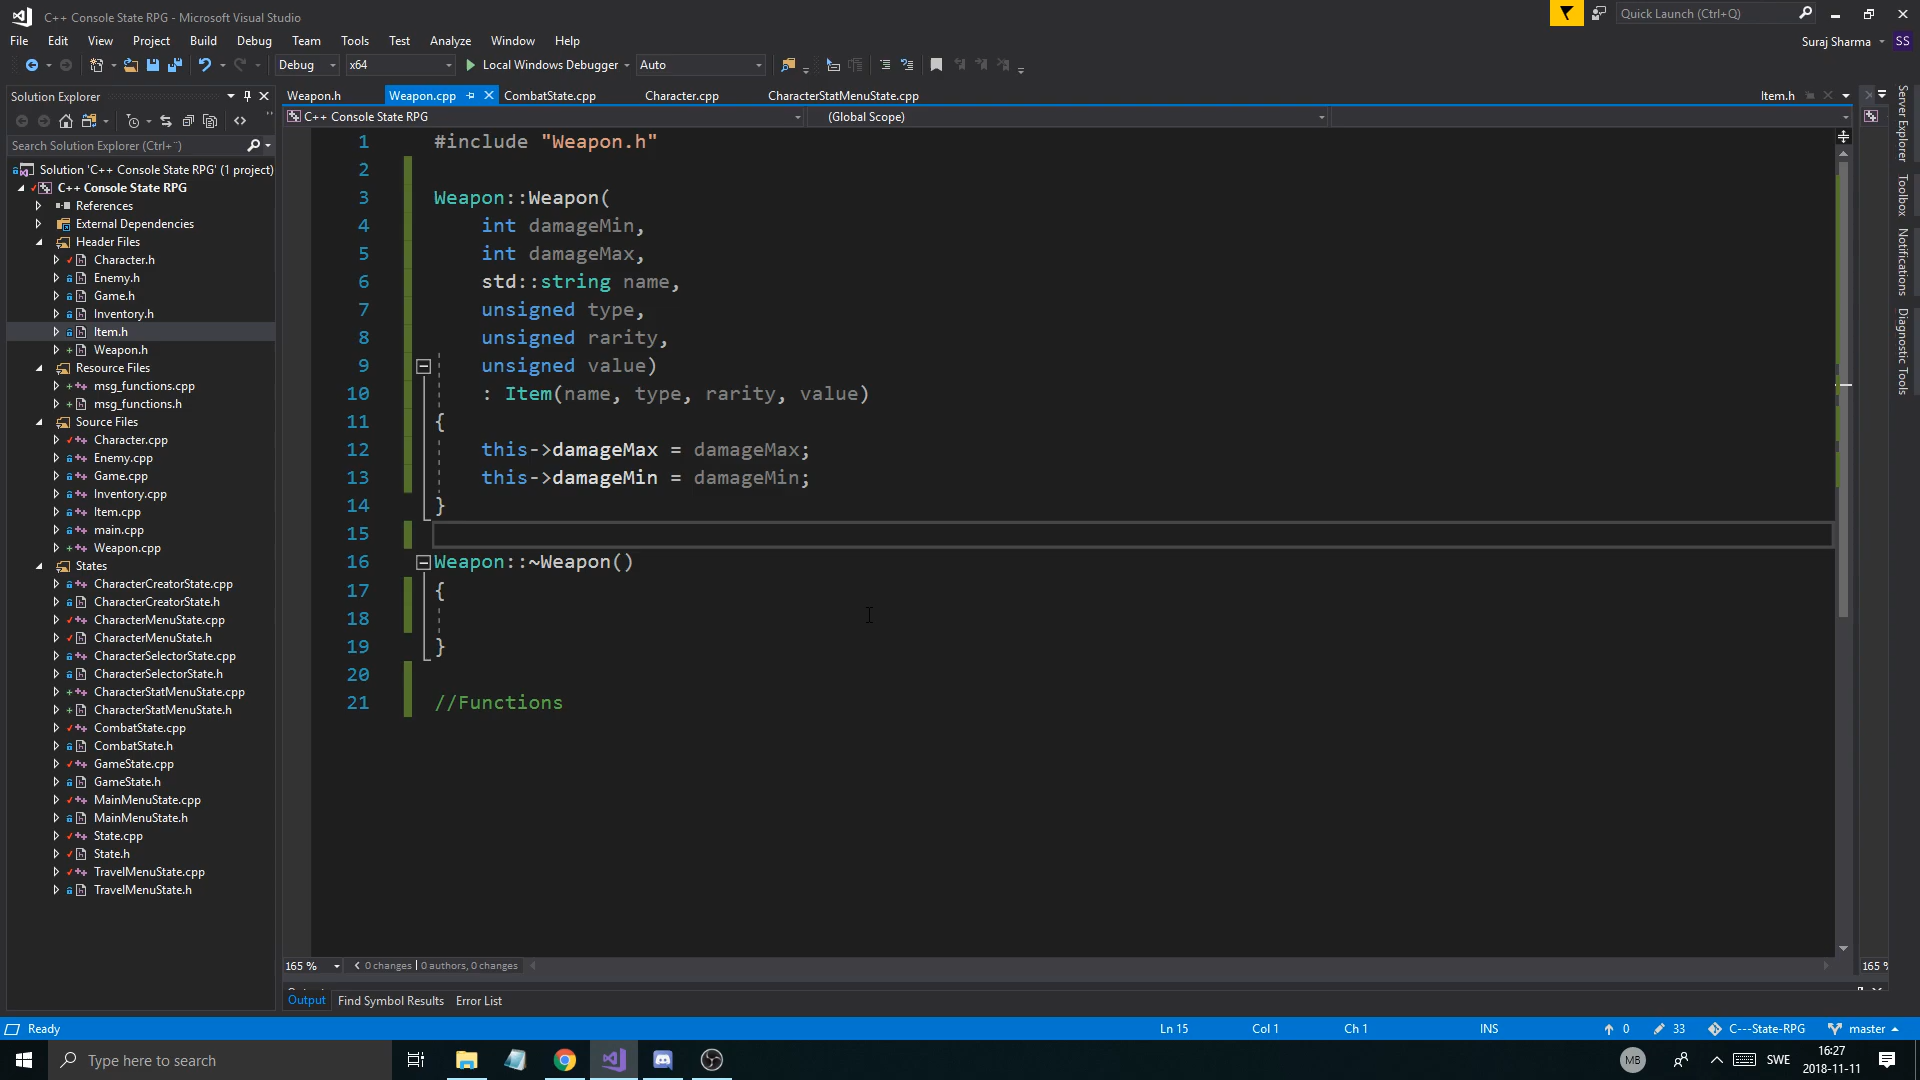 C++ Console State RPG - Microsoft Visual Studio
Quick Launch (Ctrl+Q)
File Edit View Project Build Debug Team Tools Test Analyze Window Help
Suraj Sharma SS
Debug x64 Local Windows Debugger Auto
Solution Explorer
Weapon.h Weapon.cpp CombatState.cpp Character.cpp CharacterStatMenuState.cpp Item.h
C++ Console State RPG (Global Scope)
Search Solution Explorer (Ctrl+¨)
Solution 'C++ Console State RPG' (1 project)
C++ Console State RPG
References
External Dependencies
Header Files
Character.h
Enemy.h
Game.h
Inventory.h
Item.h
Weapon.h
Resource Files
msg_functions.cpp
msg_functions.h
Source Files
Character.cpp
Enemy.cpp
Game.cpp
Inventory.cpp
Item.cpp
main.cpp
Weapon.cpp
States
CharacterCreatorState.cpp
CharacterCreatorState.h
CharacterMenuState.cpp
CharacterMenuState.h
CharacterSelectorState.cpp
CharacterSelectorState.h
CharacterStatMenuState.cpp
CharacterStatMenuState.h
CombatState.cpp
CombatState.h
GameState.cpp
GameState.h
MainMenuState.cpp
MainMenuState.h
State.cpp
State.h
TravelMenuState.cpp
TravelMenuState.h
1 #include "Weapon.h"
2
3 Weapon::Weapon(
4 int damageMin,
5 int damageMax,
6 std::string name,
7 unsigned type,
8 unsigned rarity,
9 unsigned value)
10 : Item(name, type, rarity, value)
11 {
12 this->damageMax = damageMax;
13 this->damageMin = damageMin;
14 }
15
16 Weapon::~Weapon()
17 {
18
19 }
20
21 //Functions
Server Explorer
Toolbox
Notifications
Diagnostic Tools
165 % 0 changes | 0 authors, 0 changes
165 %
Output Find Symbol Results Error List
Ready Ln 15 Col 1 Ch 1 INS 0 33 C---State-RPG master
Type here to search
MB SWE
16:27
2018-11-11